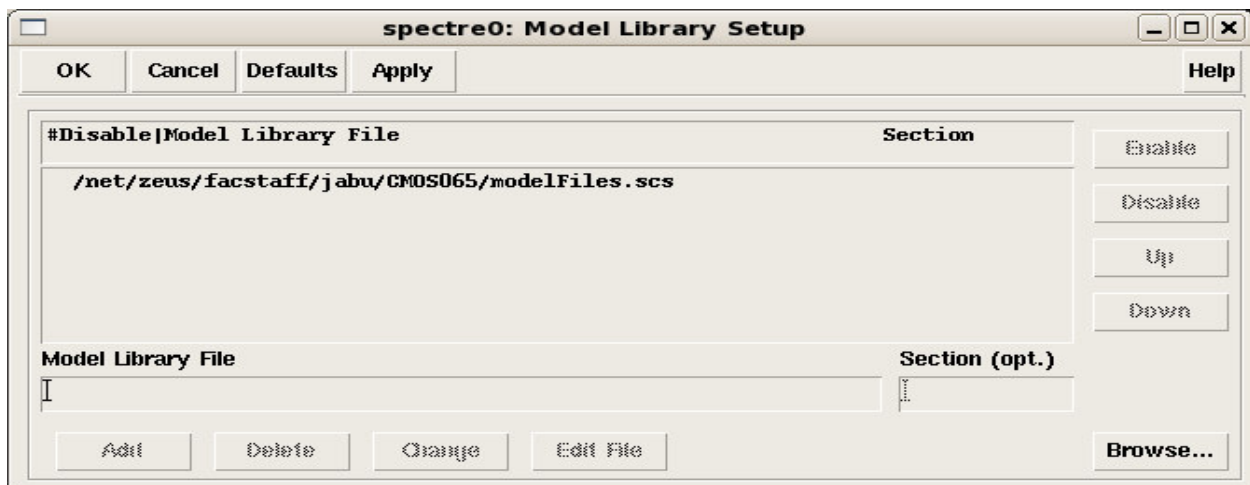 spectre0: Model Library Setup
OK Cancel Defaults Apply Help
#Disable|Model Library File Section
Enable
/net/zeus/facstaff/jabu/CMOS065/modelFiles.scs
Disable
Up
Down
Model Library File Section (opt.)
Add Delete Change Edit File Browse...